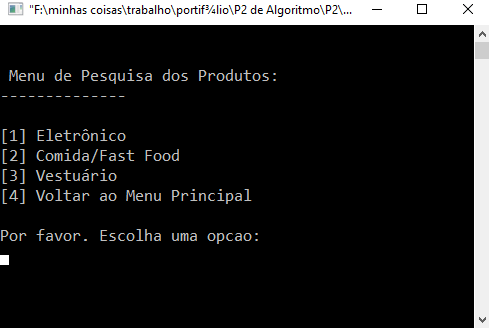 "F:\minhas coisas\trabalho\portif¾lio\P2 de Algoritmo\P2\...
Menu de Pesquisa dos Produtos:
--------------
[1] Eletrônico
[2] Comida/Fast Food
[3] Vestuário
[4] Voltar ao Menu Principal
Por favor. Escolha uma opcao: